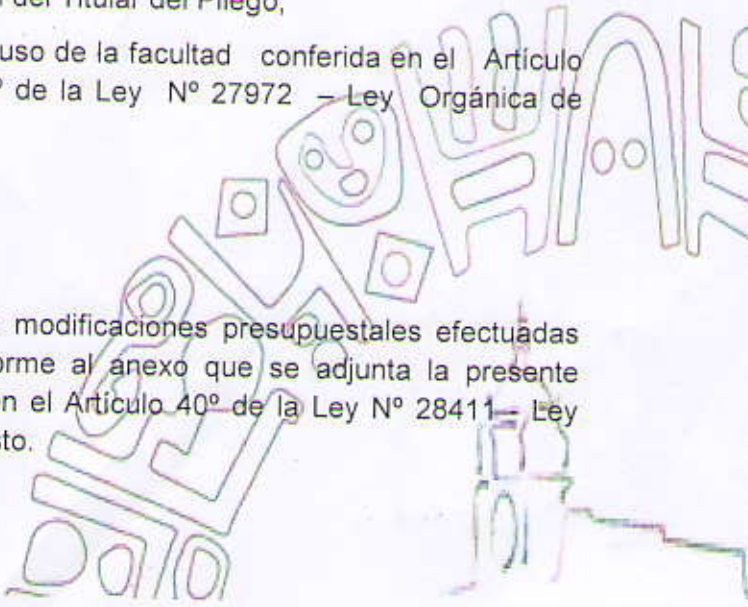 del Titular del Pliego,
uso de la facultad conferida en el Artículo
º de la Ley Nº 27972 – Ley Orgánica de
modificaciones presupuestales efectuadas
orme al anexo que se adjunta la presente
n el Artículo 40º de la Ley Nº 28411 – Ley
sto.